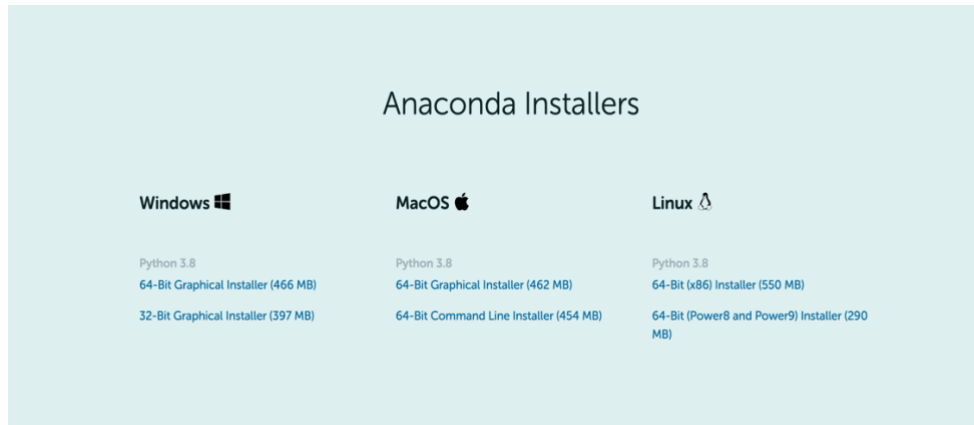 Anaconda Installers
Windows
Python 3.8
64-Bit Graphical Installer (466 MB)
32-Bit Graphical Installer (397 MB)
MacOS
Python 3.8
64-Bit Graphical Installer (462 MB)
64-Bit Command Line Installer (454 MB)
Linux
Python 3.8
64-Bit (x86) Installer (550 MB)
64-Bit (Power8 and Power9) Installer (290
MB)